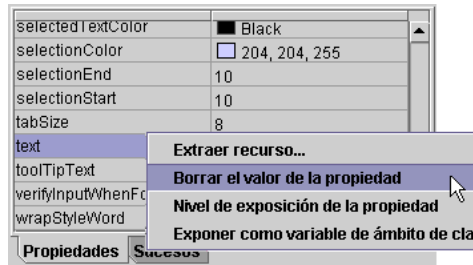 selectedTextColor Black
selectionColor 204, 204, 255
selectionEnd 10
selectionStart 10
tabSize 8
text
Extraer recurso...
toolTipText
Borrar el valor de la propiedad
verifyInputWhenFo
Nivel de exposición de la propiedad
wrapStyleWord
Exponer como variable de ámbito de cla
Propiedades Sucesos